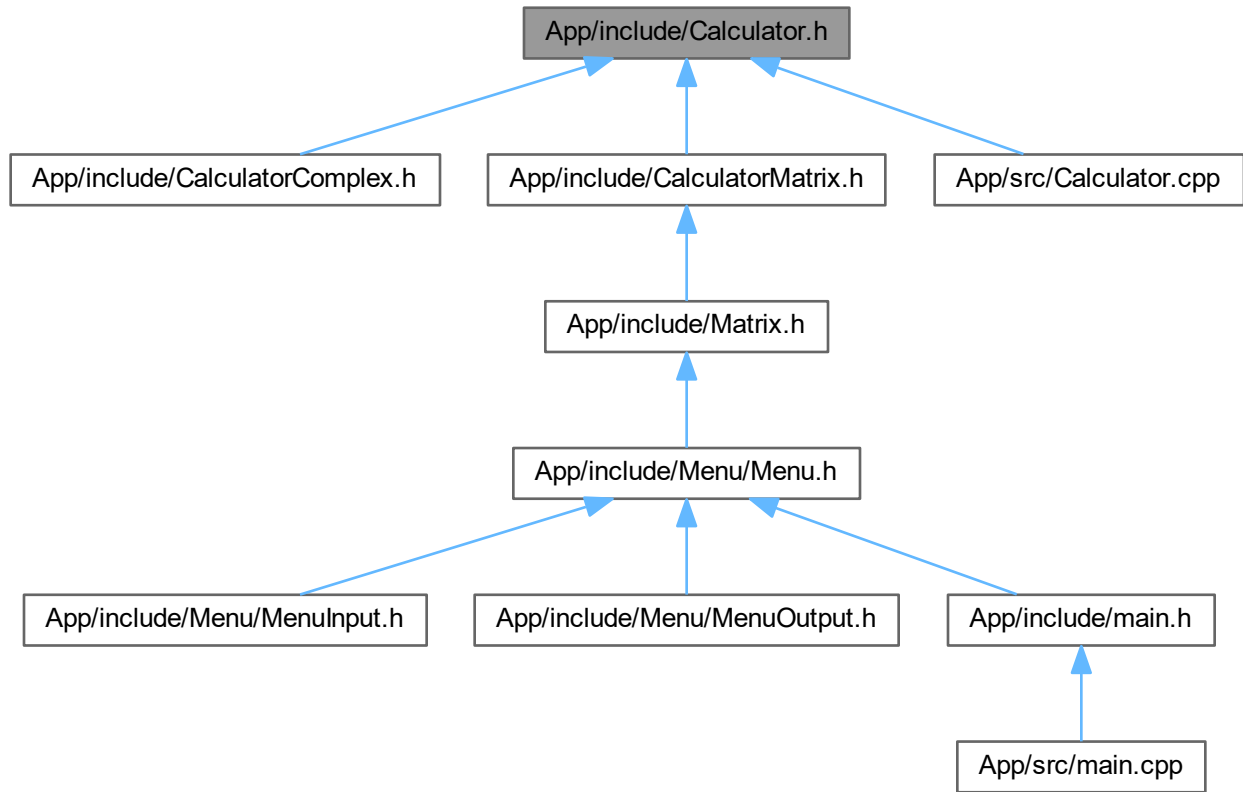 App/include/Calculator.h
App/include/CalculatorComplex.h
App/include/CalculatorMatrix.h
App/src/Calculator.cpp
App/include/Matrix.h
App/include/Menu/Menu.h
App/include/Menu/MenuInput.h
App/include/Menu/MenuOutput.h
App/include/main.h
App/src/main.cpp